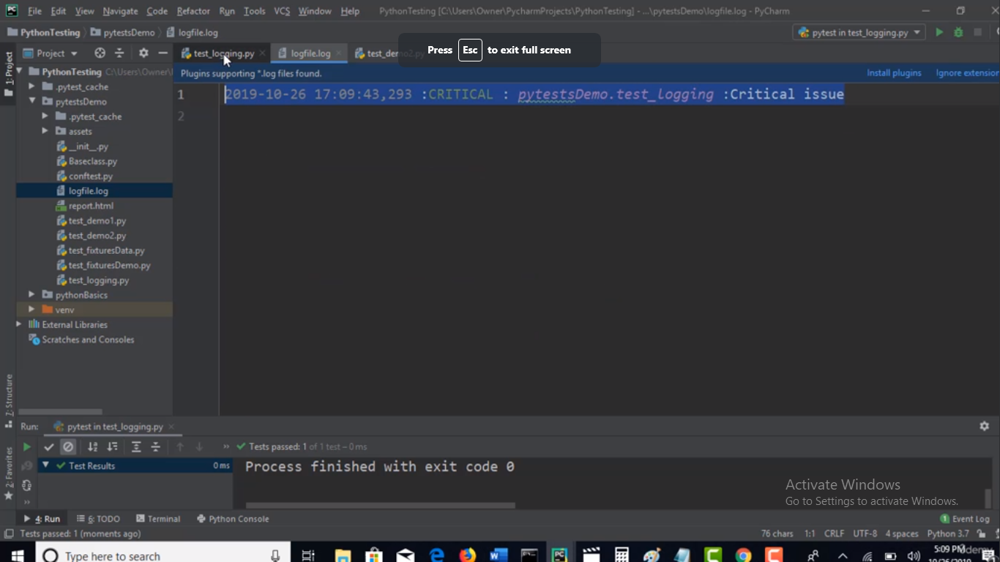 File Edit View Navigate Code Refactor Run Tools VCS Window Help PythonTesting [C:\Users\Owner\PycharmProjects\PythonTesting] - ...\pytestsDemo\logfile.log - PyCharm
PythonTesting pytestsDemo logfile.log pytest in test_logging.py
Project test_logging.py logfile.log
Press Esc to exit full screen
PythonTesting C:\Users\Owner\
Plugins supporting *.log files found. Install plugins Ignore extension
1 2019-10-26 17:09:43,293 :CRITICAL : pytestsDemo.test_logging :Critical issue
2
.pytest_cache
pytestsDemo
.pytest_cache
assets
__init__.py
Baseclass.py
conftest.py
logfile.log
report.html
test_demo1.py
test_demo2.py
test_fixturesData.py
test_fixturesDemo.py
test_logging.py
pythonBasics
venv
External Libraries
Scratches and Consoles
1: Project
Z: Structure
2: Favorites
Run: pytest in test_logging.py
Tests passed: 1 of 1 test – 0 ms
Test Results 0 ms
Process finished with exit code 0
Activate Windows
Go to Settings to activate Windows.
4: Run 6: TODO Terminal Python Console 1 Event Log
Tests passed: 1 (moments ago) 76 chars 1:1 CRLF UTF-8 4 spaces Python 3.7
Type here to search
5:09 PM
10/26/2019